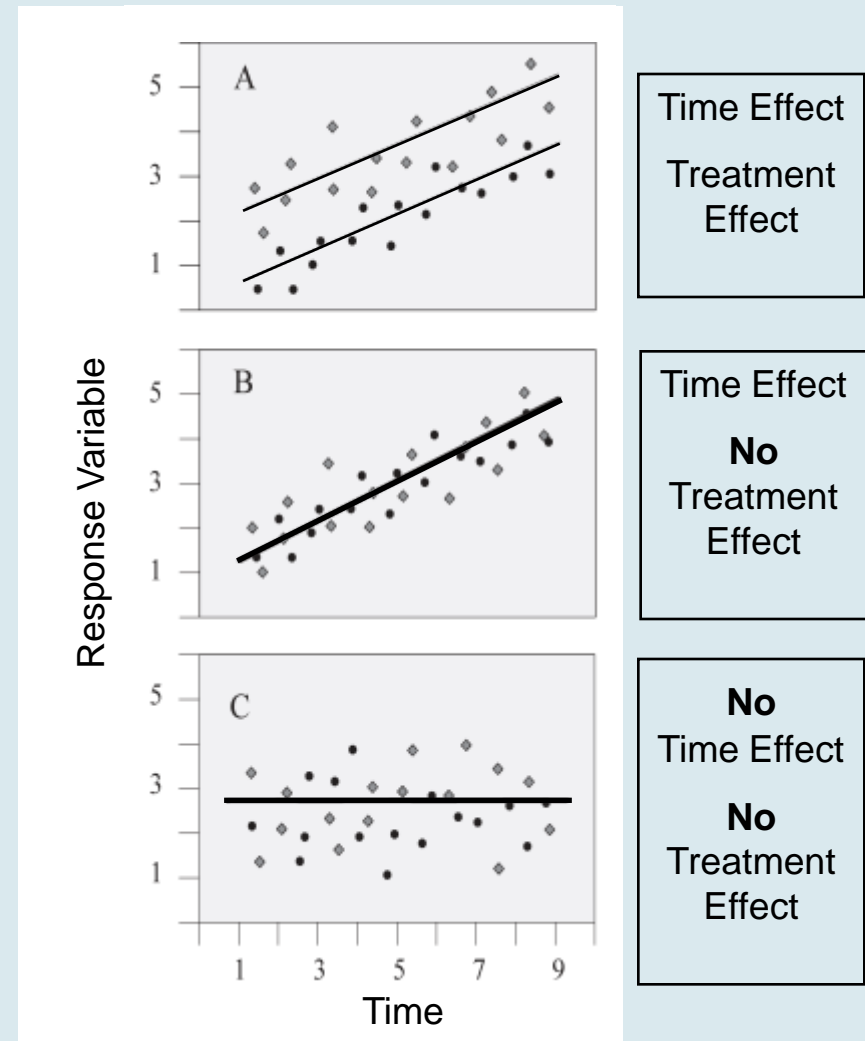 A
5
3
1
Time Effect
Treatment
Effect
Response Variable
B
5
3
1
Time Effect
No
Treatment
Effect
C
5
3
1
No
Time Effect
No
Treatment
Effect
1 3 5 7 9
Time